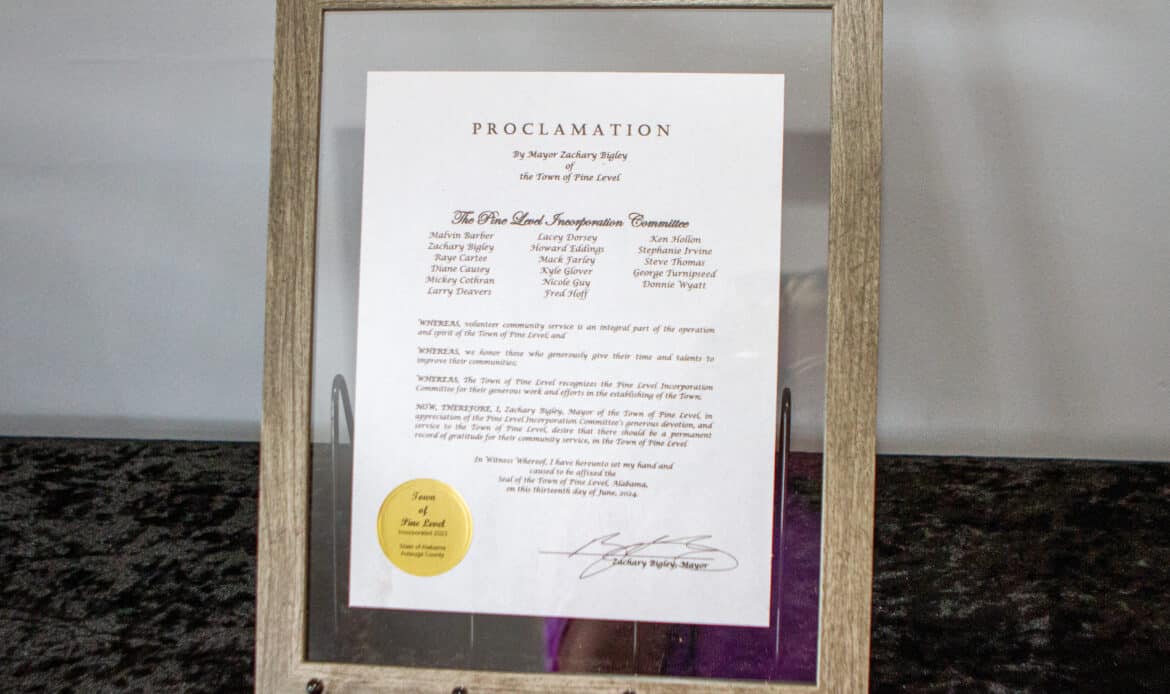 PROCLAMATION
By Mayor Zachary Bigley
of
the Town of Pine Level
The Pine Level Incorporation Committee
Malvin Barber
Zachary Bigley
Raye Cartee
Diane Causey
Mickey Cothran
Larry Deavers
Lacey Dorsey
Howard Eddings
Mack Farley
Kyle Glover
Nicole Guy
Fred Hoff
Ken Hollon
Stephanie Irvine
Steve Thomas
George Turnipseed
Donnie Wyatt
WHEREAS, volunteer community service is an integral part of the operation
and spirit of the Town of Pine Level; and
WHEREAS, we honor those who generously give their time and talents to
improve their communities;
WHEREAS, The Town of Pine Level recognizes the Pine Level Incorporation
Committee for their generous work and efforts in the establishing of the Town;
NOW, THEREFORE, I, Zachary Bigley, Mayor of the Town of Pine Level, in
appreciation of the Pine Level Incorporation Committee's generous devotion, and
service to the Town of Pine Level, desire that there should be a permanent
record of gratitude for their community service, in the Town of Pine Level
In Witness Whereof, I have hereunto set my hand and
caused to be affixed the
Seal of the Town of Pine Level, Alabama,
on this thirteenth day of June, 2024.
Town
of
Pine Level
Incorporated 2023
State of Alabama
Autauga County
Zachary Bigley, Mayor